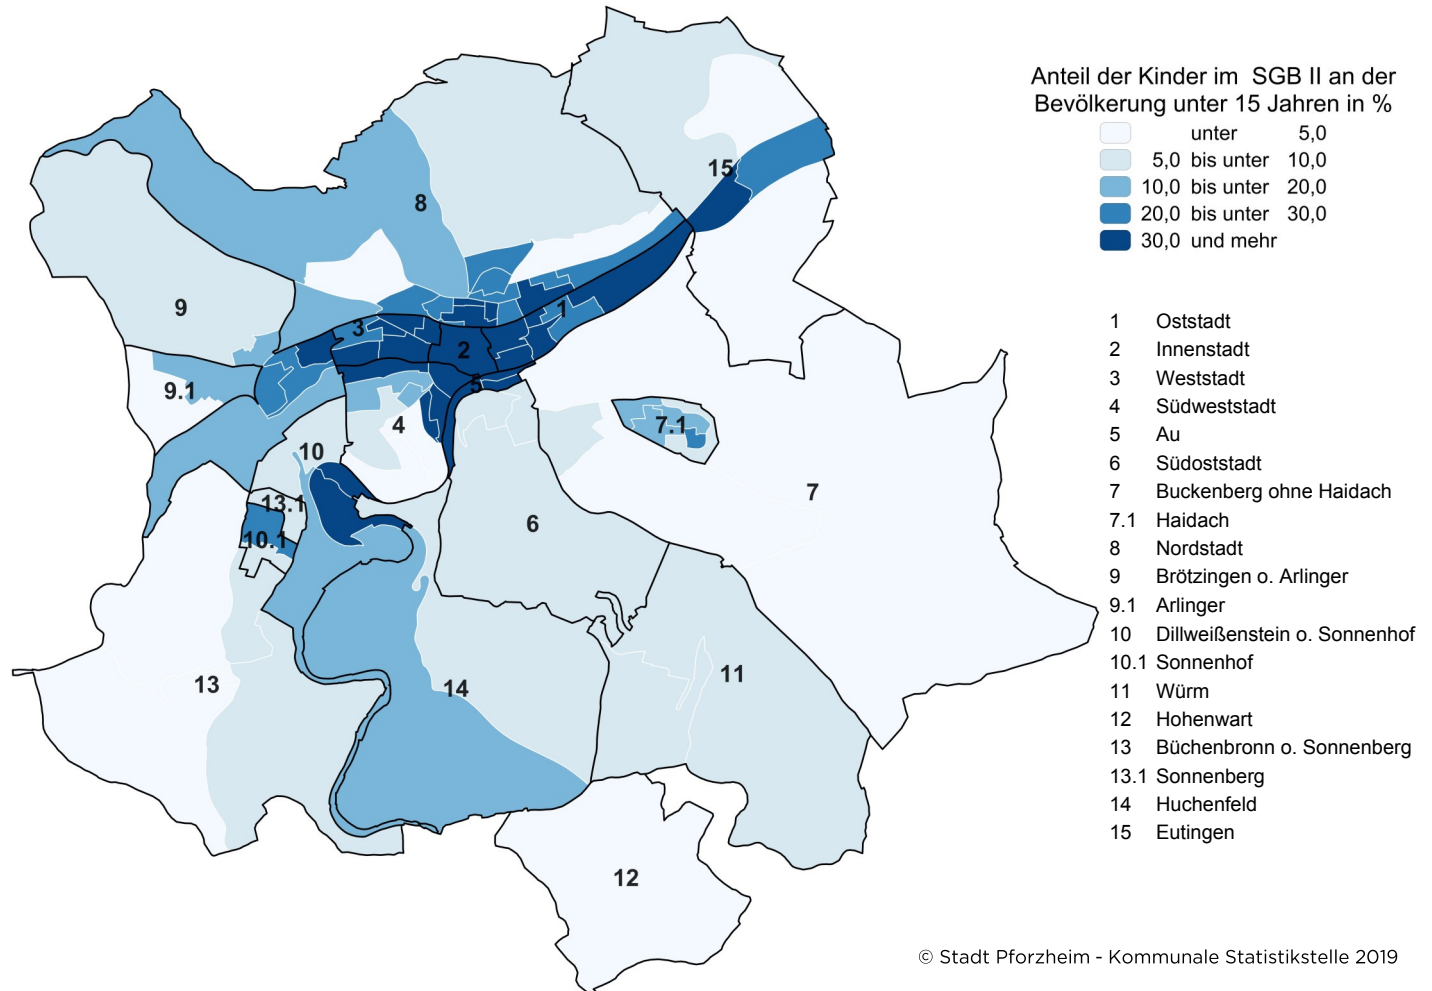 Anteil der Kinder im SGB II an der
Bevölkerung unter 15 Jahren in %
unter 5,0
5,0 bis unter 10,0
10,0 bis unter 20,0
20,0 bis unter 30,0
30,0 und mehr
1 Oststadt
2 Innenstadt
3 Weststadt
4 Südweststadt
5 Au
6 Südoststadt
7 Buckenberg ohne Haidach
7.1 Haidach
8 Nordstadt
9 Brötzingen o. Arlinger
9.1 Arlinger
10 Dillweißenstein o. Sonnenhof
10.1 Sonnenhof
11 Würm
12 Hohenwart
13 Büchenbronn o. Sonnenberg
13.1 Sonnenberg
14 Huchenfeld
15 Eutingen
15
8
9
1
3
2
5
9.1
4
7.1
10
7
13.1
6
10.1
11
13
14
12
© Stadt Pforzheim - Kommunale Statistikstelle 2019